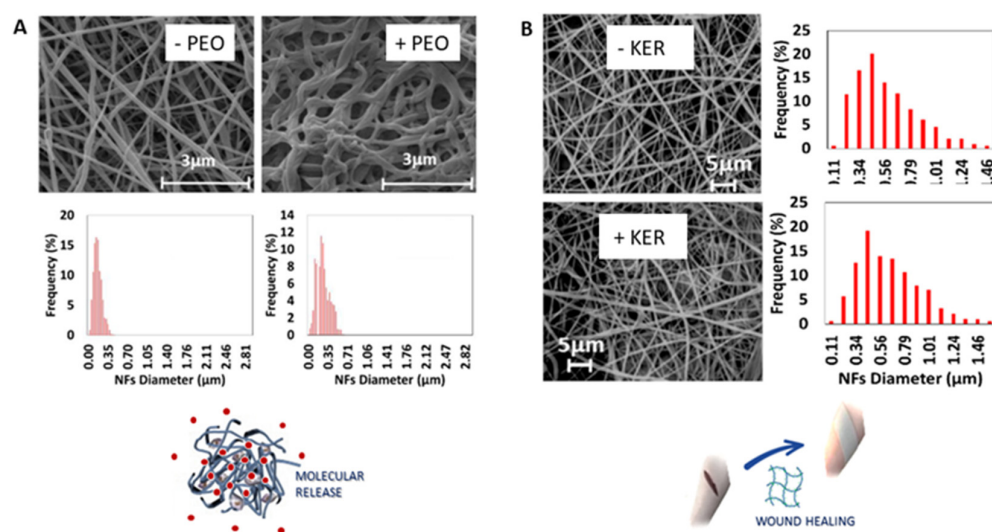 A
- PEO
+ PEO
3µm
3µm
20
15
10
5
0
Frequency (%)
0.00 0.35 0.70 1.05 1.40 1.76 2.11 2.46 2.81
NFs Diameter (µm)
14
12
10
8
6
4
2
0
Frequency (%)
0.00 0.35 0.71 1.06 1.41 1.76 2.12 2.47 2.82
NFs Diameter (µm)
MOLECULAR
RELEASE
B
- KER
5µm
25
20
15
10
5
0
Frequency (%)
0.11 0.34 0.56 0.79 1.01 1.24 1.46
+ KER
5µm
25
20
15
10
5
0
Frequency (%)
0.11 0.34 0.56 0.79 1.01 1.24 1.46
NFs Diameter (µm)
WOUND HEALING